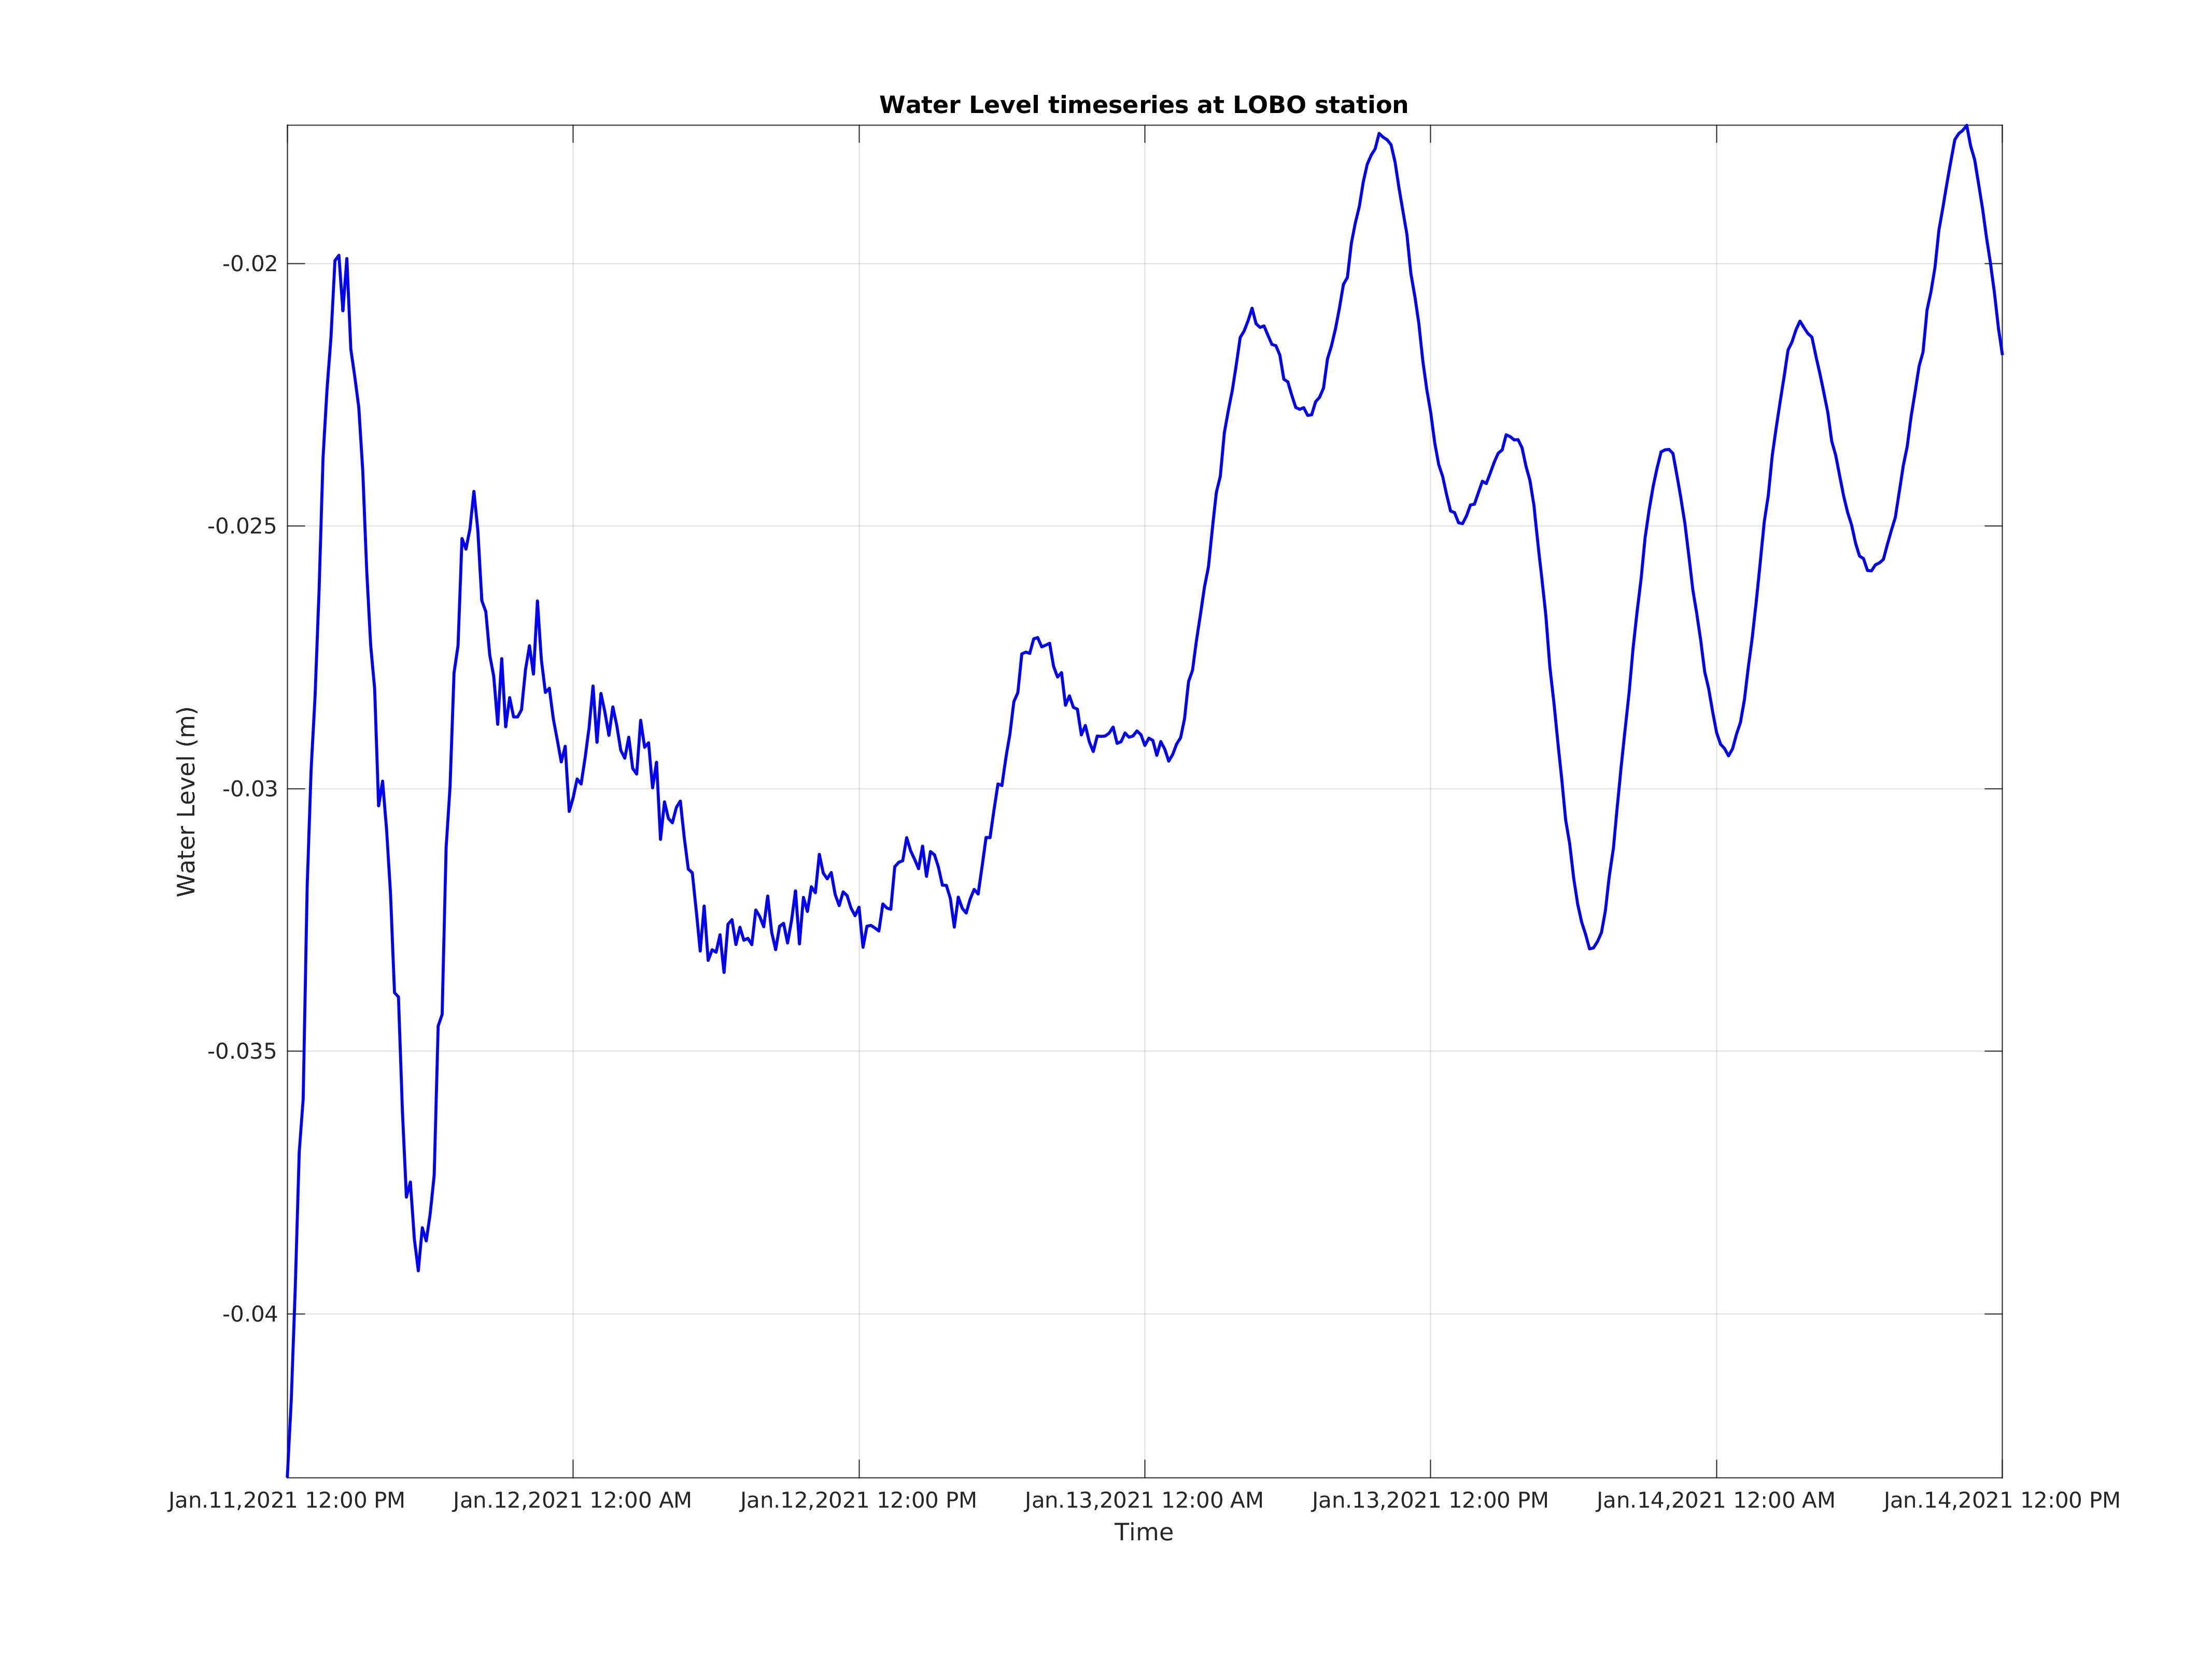 Water Level timeseries at LOBO station
-0.02
-0.025
-0.03
-0.035
-0.04
Water Level (m)
Jan.11,2021 12:00 PM
Jan.12,2021 12:00 AM
Jan.12,2021 12:00 PM
Jan.13,2021 12:00 AM
Jan.13,2021 12:00 PM
Jan.14,2021 12:00 AM
Jan.14,2021 12:00 PM
Time